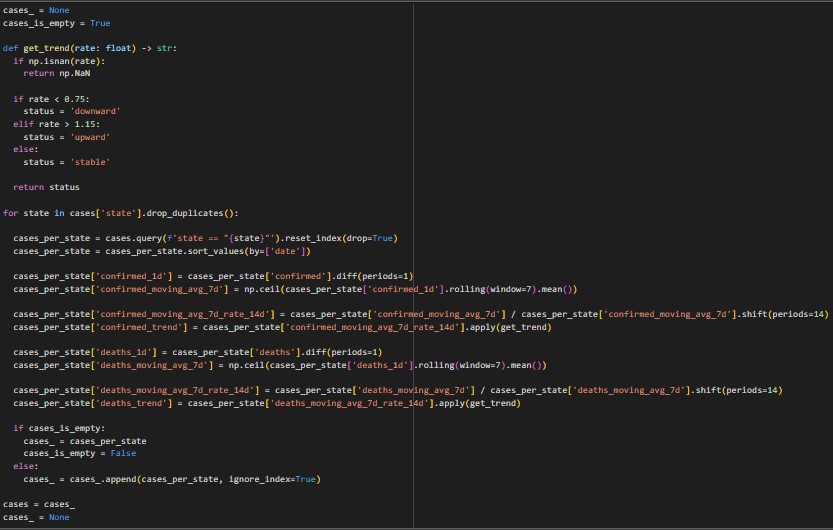 cases_ = None
cases_is_empty = True
def get_trend(rate: float) -> str:
  if np.isnan(rate):
    return np.NaN
  if rate < 0.75:
    status = 'downward'
  elif rate > 1.15:
    status = 'upward'
  else:
    status = 'stable'
  return status
for state in cases['state'].drop_duplicates():
  cases_per_state = cases.query(f'state == "{state}"').reset_index(drop=True)
  cases_per_state = cases_per_state.sort_values(by=['date'])
  cases_per_state['confirmed_1d'] = cases_per_state['confirmed'].diff(periods=1)
  cases_per_state['confirmed_moving_avg_7d'] = np.ceil(cases_per_state['confirmed_1d'].rolling(window=7).mean())
  cases_per_state['confirmed_moving_avg_7d_rate_14d'] = cases_per_state['confirmed_moving_avg_7d'] / cases_per_state['confirmed_moving_avg_7d'].shift(periods=14)
  cases_per_state['confirmed_trend'] = cases_per_state['confirmed_moving_avg_7d_rate_14d'].apply(get_trend)
  cases_per_state['deaths_1d'] = cases_per_state['deaths'].diff(periods=1)
  cases_per_state['deaths_moving_avg_7d'] = np.ceil(cases_per_state['deaths_1d'].rolling(window=7).mean())
  cases_per_state['deaths_moving_avg_7d_rate_14d'] = cases_per_state['deaths_moving_avg_7d'] / cases_per_state['deaths_moving_avg_7d'].shift(periods=14)
  cases_per_state['deaths_trend'] = cases_per_state['deaths_moving_avg_7d_rate_14d'].apply(get_trend)
  if cases_is_empty:
    cases_ = cases_per_state
    cases_is_empty = False
  else:
    cases_ = cases_.append(cases_per_state, ignore_index=True)
cases = cases_
cases_ = None